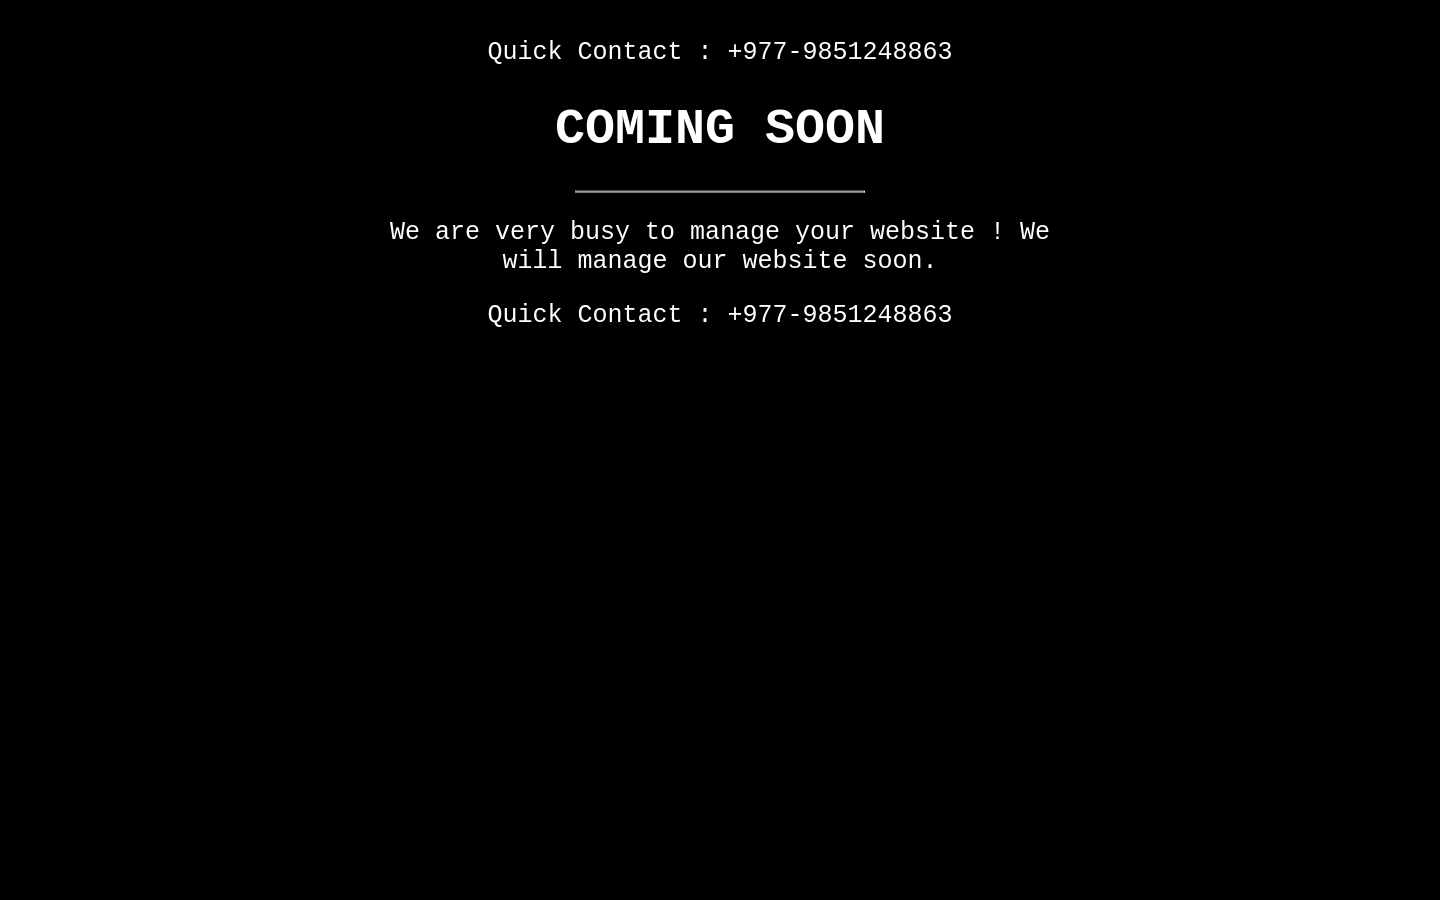 Quick Contact : +977-9851248863
COMING SOON
We are very busy to manage your website ! We
will manage our website soon.
Quick Contact : +977-9851248863